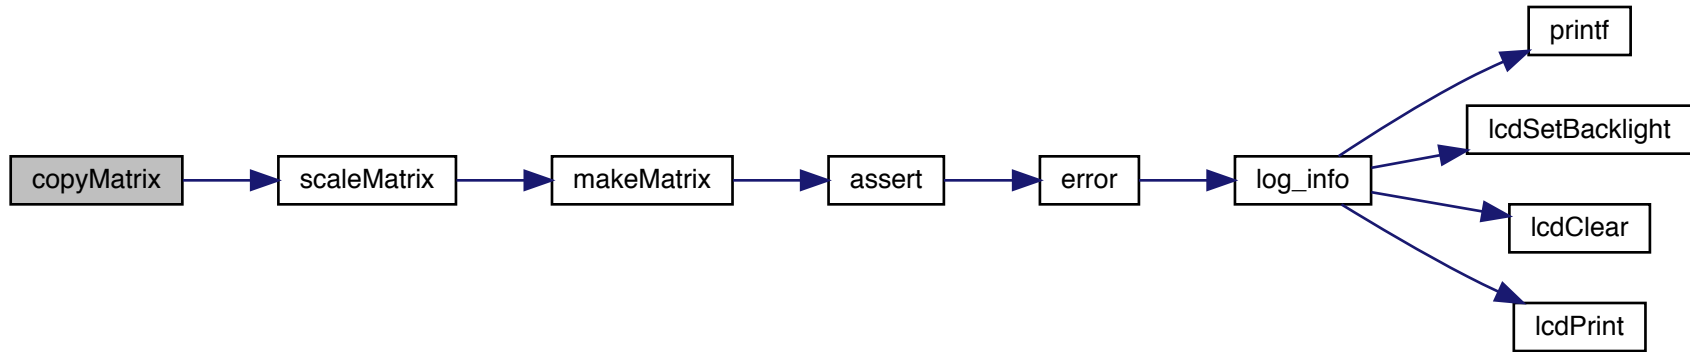 copyMatrix
scaleMatrix
makeMatrix
assert
error
log_info
printf
lcdSetBacklight
lcdClear
lcdPrint